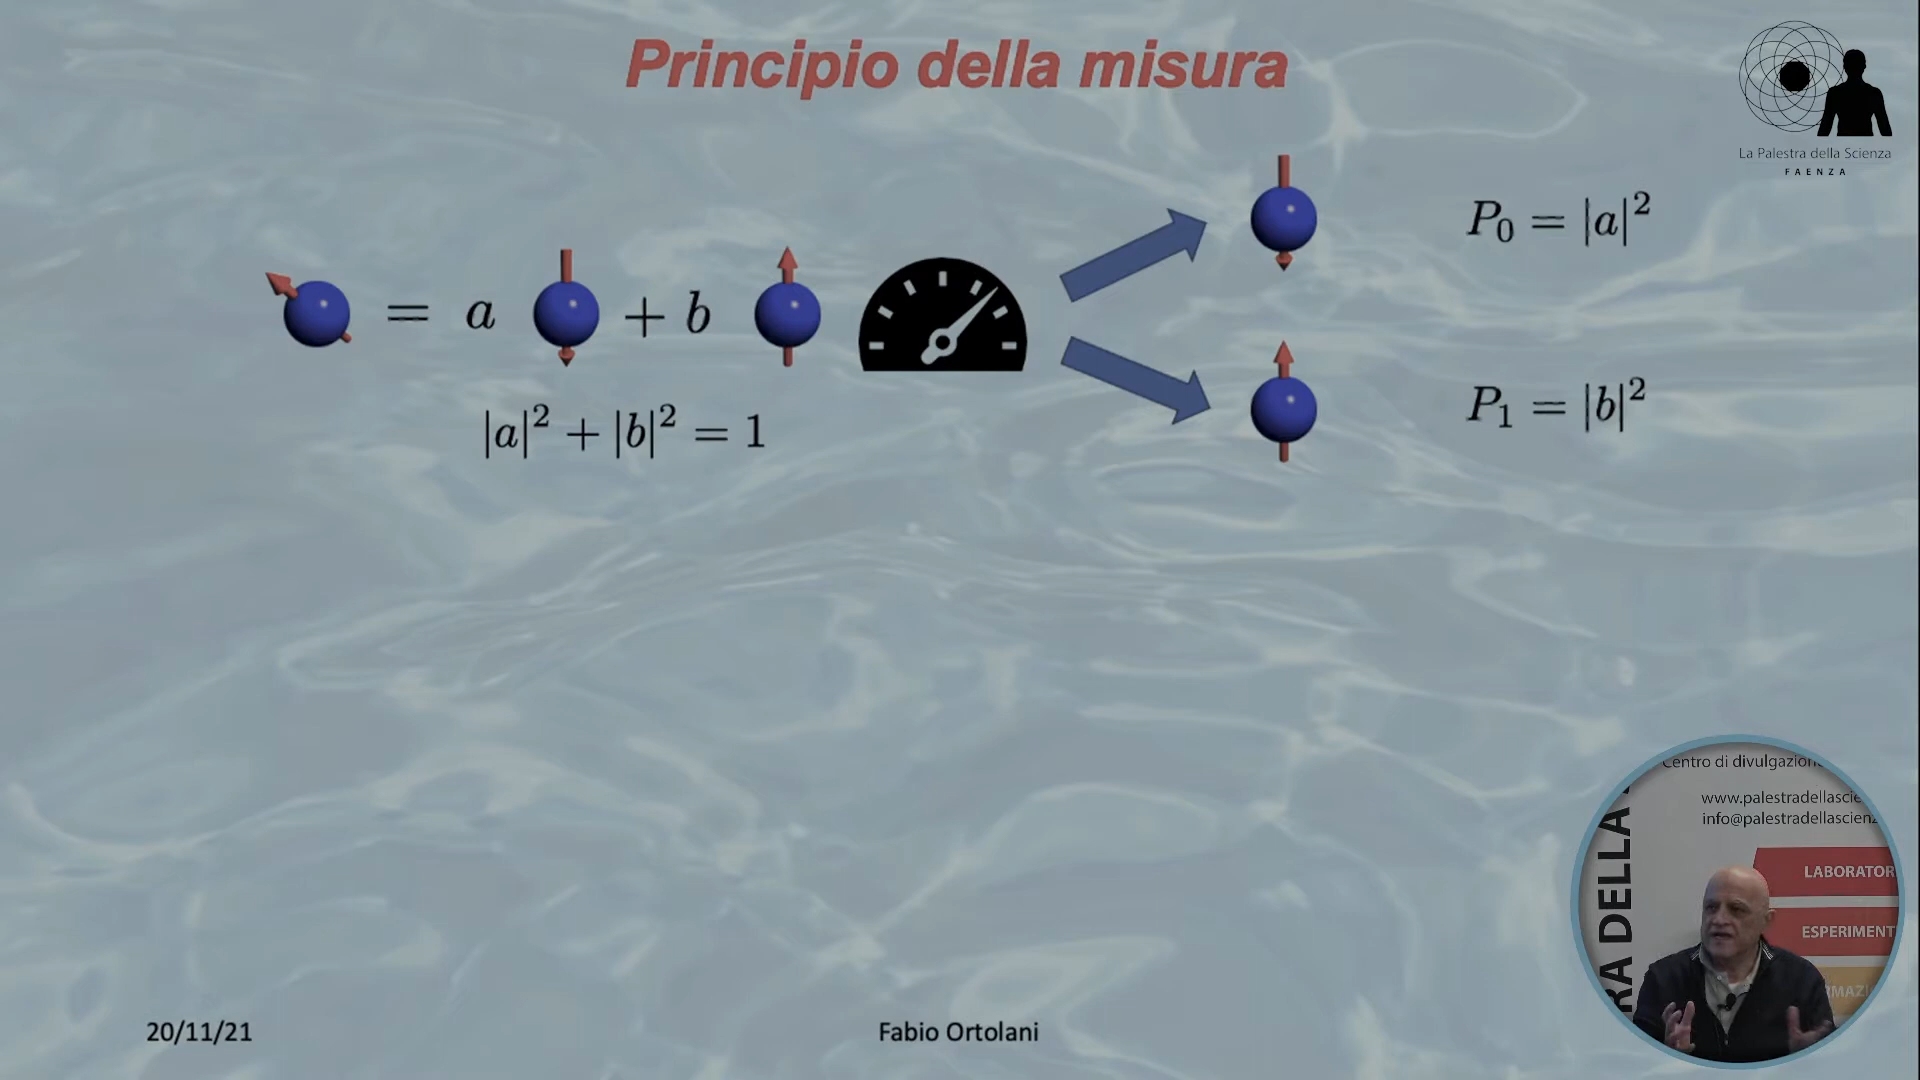 Principio della misura
La Palestra della Scienza
FAENZA
P₀ = |a|²
= a + b
|a|² + |b|² = 1
P₁ = |b|²
Centro di divulgazion
www.palestradellascie
info@palestradellascienz
RA DELLA
LABORATOR
ESPERIMENT
RMAZI
20/11/21
Fabio Ortolani